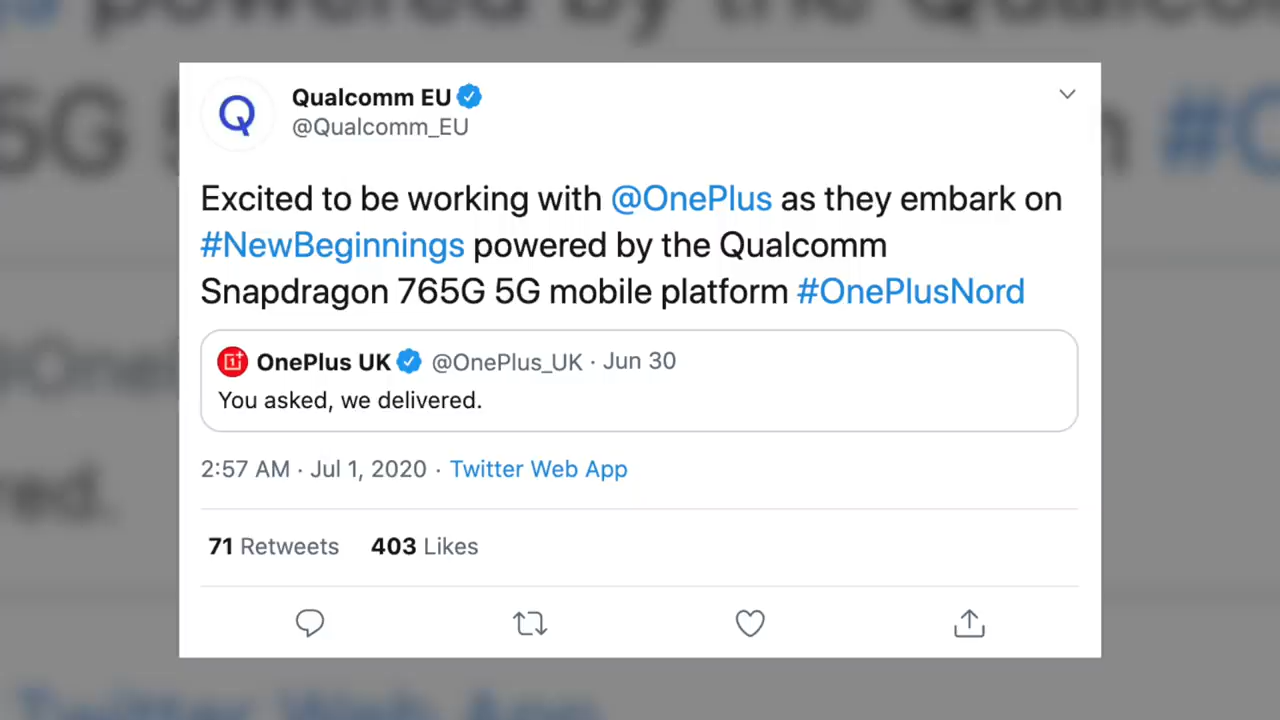 Qualcomm EU
@Qualcomm_EU
Excited to be working with @OnePlus as they embark on
#NewBeginnings powered by the Qualcomm
Snapdragon 765G 5G mobile platform #OnePlusNord
OnePlus UK @OnePlus_UK · Jun 30
You asked, we delivered.
2:57 AM · Jul 1, 2020 · Twitter Web App
71 Retweets 403 Likes